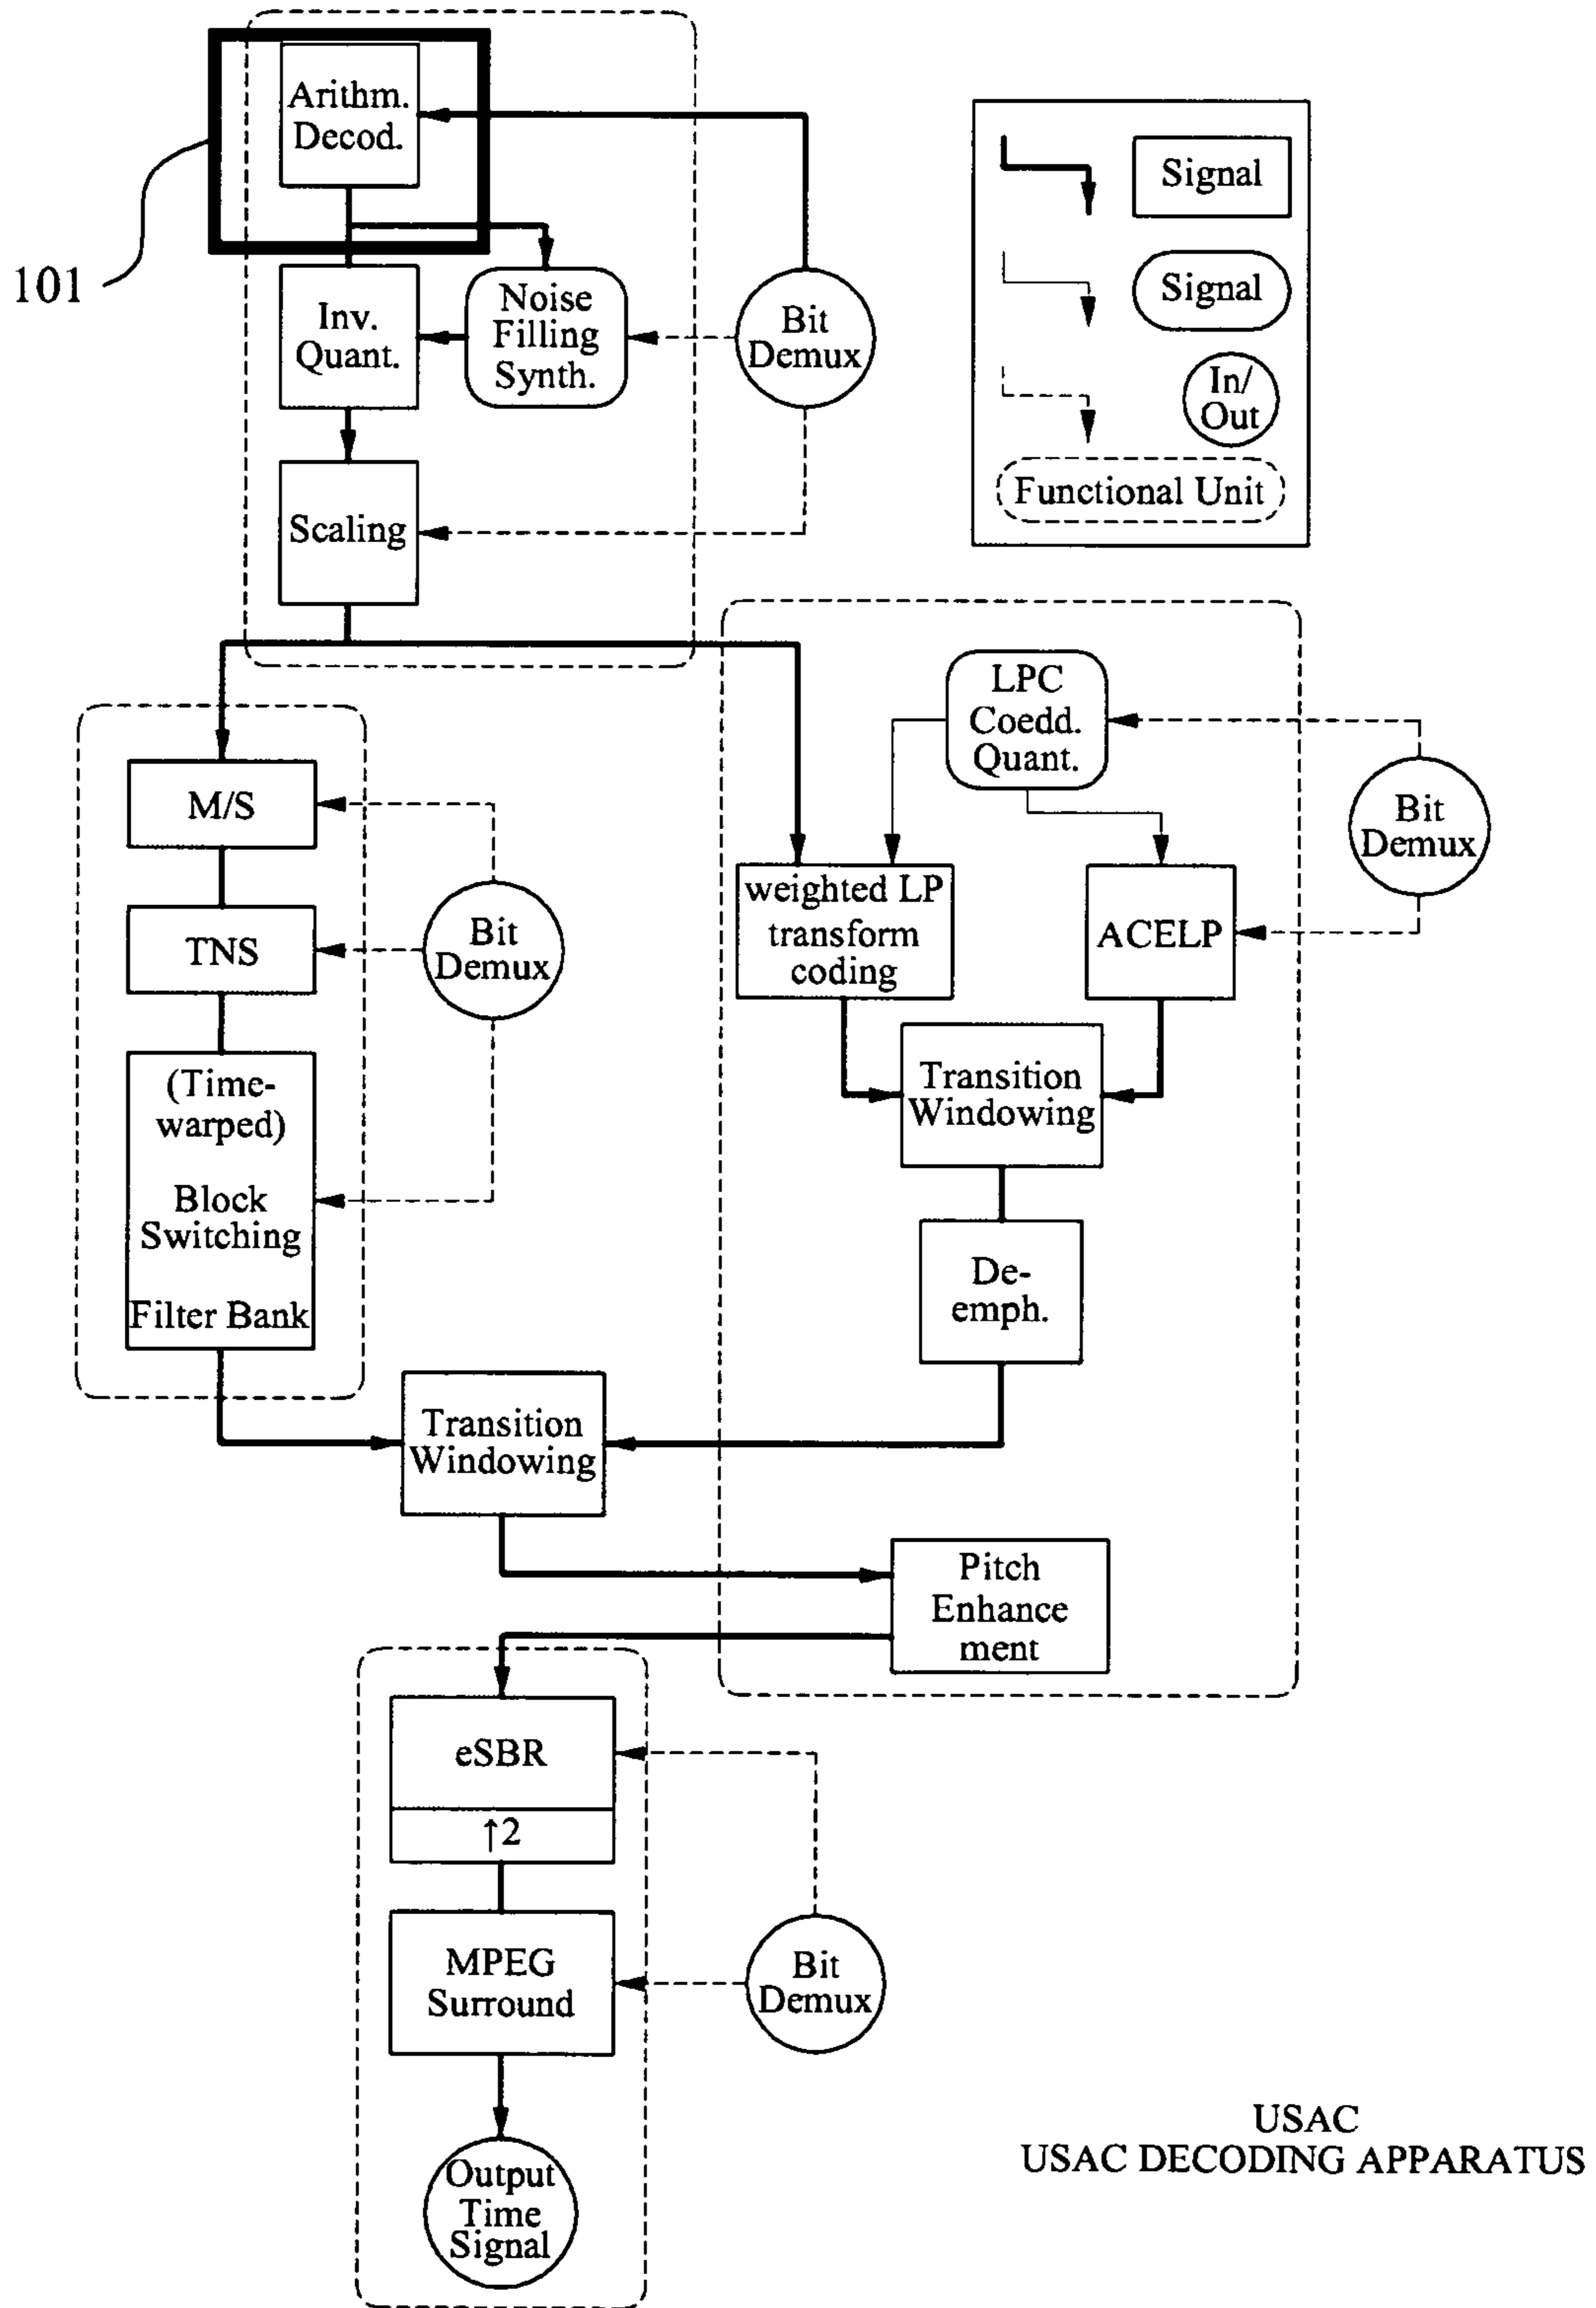 Arithm.
Decod.
101
Inv.
Quant.
Noise
Filling
Synth.
Bit
Demux
Scaling
Signal
Signal
In/
Out
Functional Unit
M/S
TNS
Bit
Demux
(Time-
warped)
Block
Switching
Filter Bank
LPC
Coedd.
Quant.
Bit
Demux
weighted LP
transform
coding
ACELP
Transition
Windowing
De-
emph.
Transition
Windowing
Pitch
Enhance
ment
eSBR
↑2
MPEG
Surround
Bit
Demux
Output
Time
Signal
USAC
USAC DECODING APPARATUS